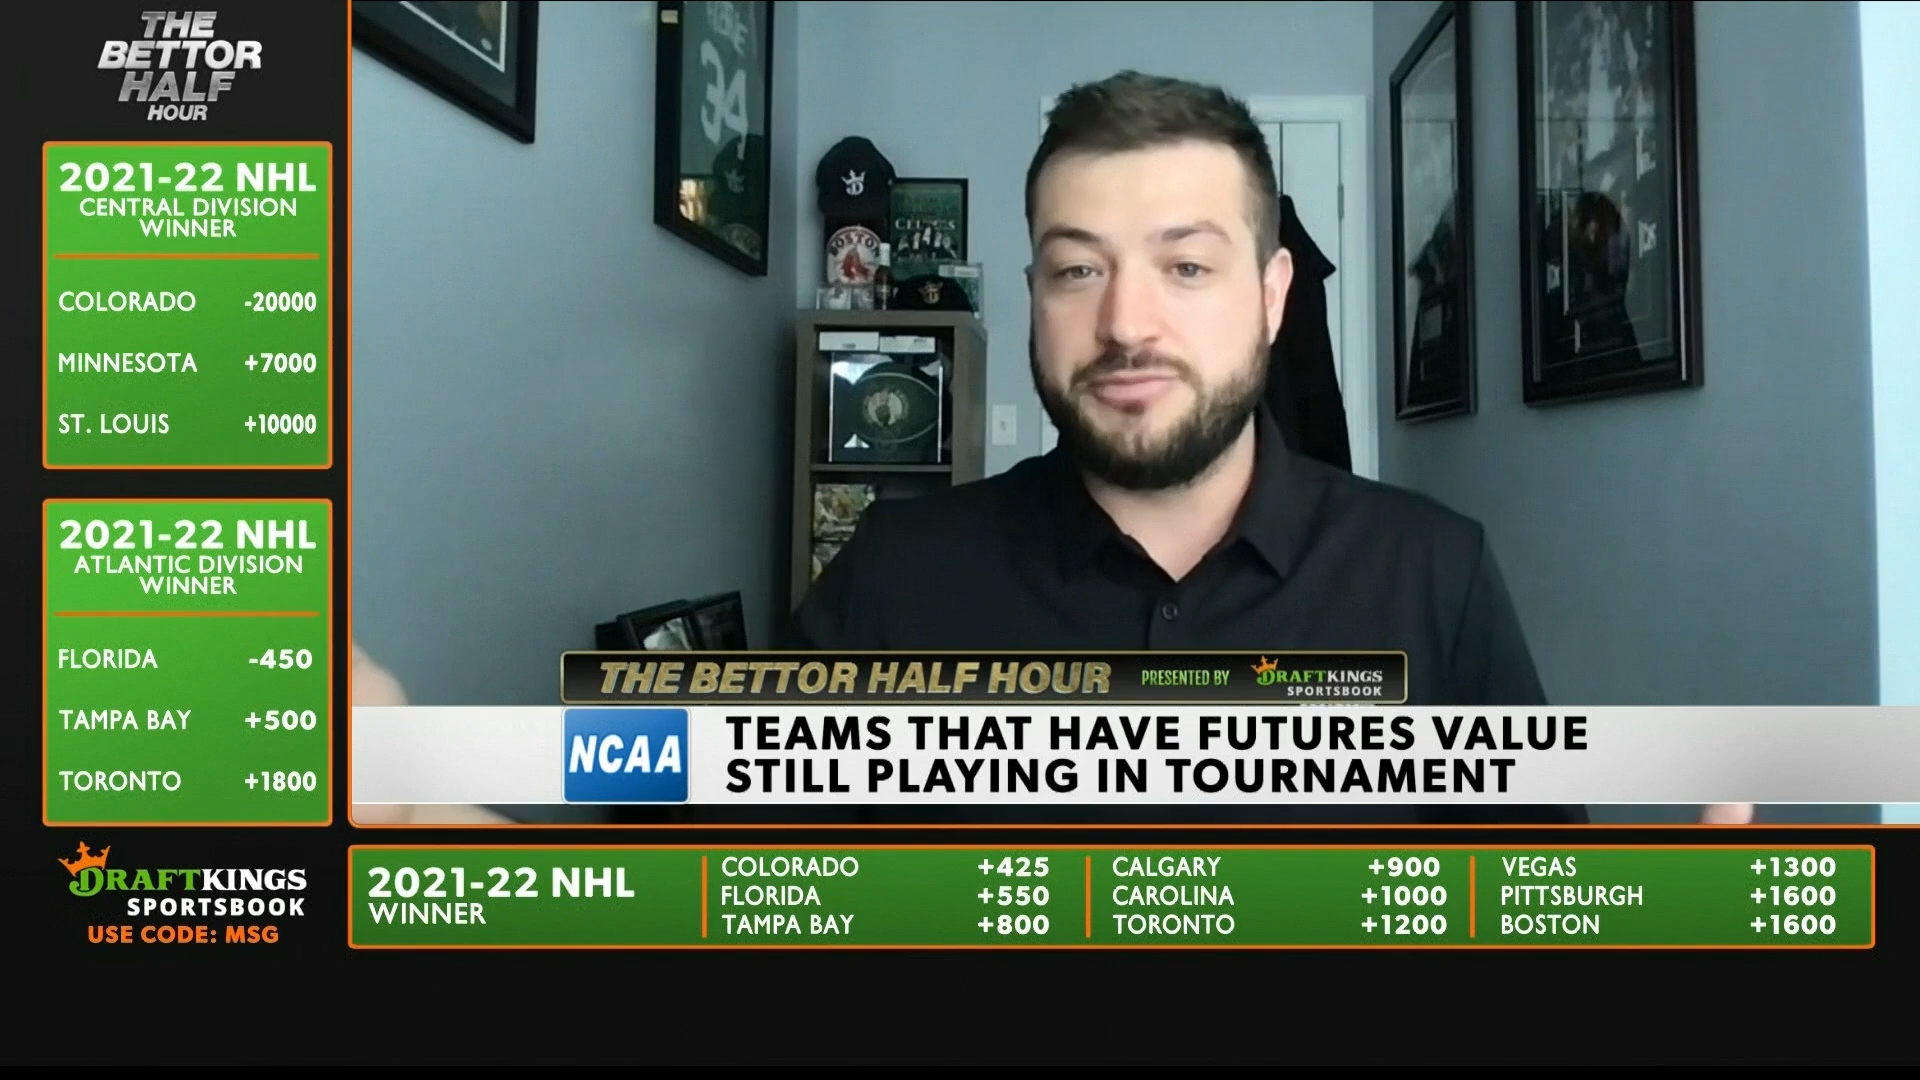 THE
BETTOR
HALF
HOUR
2021-22 NHL
CENTRAL DIVISION
WINNER
COLORADO -20000
MINNESOTA +7000
ST. LOUIS +10000
2021-22 NHL
ATLANTIC DIVISION
WINNER
FLORIDA -450
TAMPA BAY +500
TORONTO +1800
DRAFTKINGS
SPORTSBOOK
USE CODE: MSG
34
BOSTON
CELTICS
THE BETTOR HALF HOUR PRESENTED BY DRAFTKINGS
SPORTSBOOK
NCAA
TEAMS THAT HAVE FUTURES VALUE
STILL PLAYING IN TOURNAMENT
2021-22 NHL
WINNER
COLORADO +425
FLORIDA +550
TAMPA BAY +800
CALGARY +900
CAROLINA +1000
TORONTO +1200
VEGAS +1300
PITTSBURGH +1600
BOSTON +1600